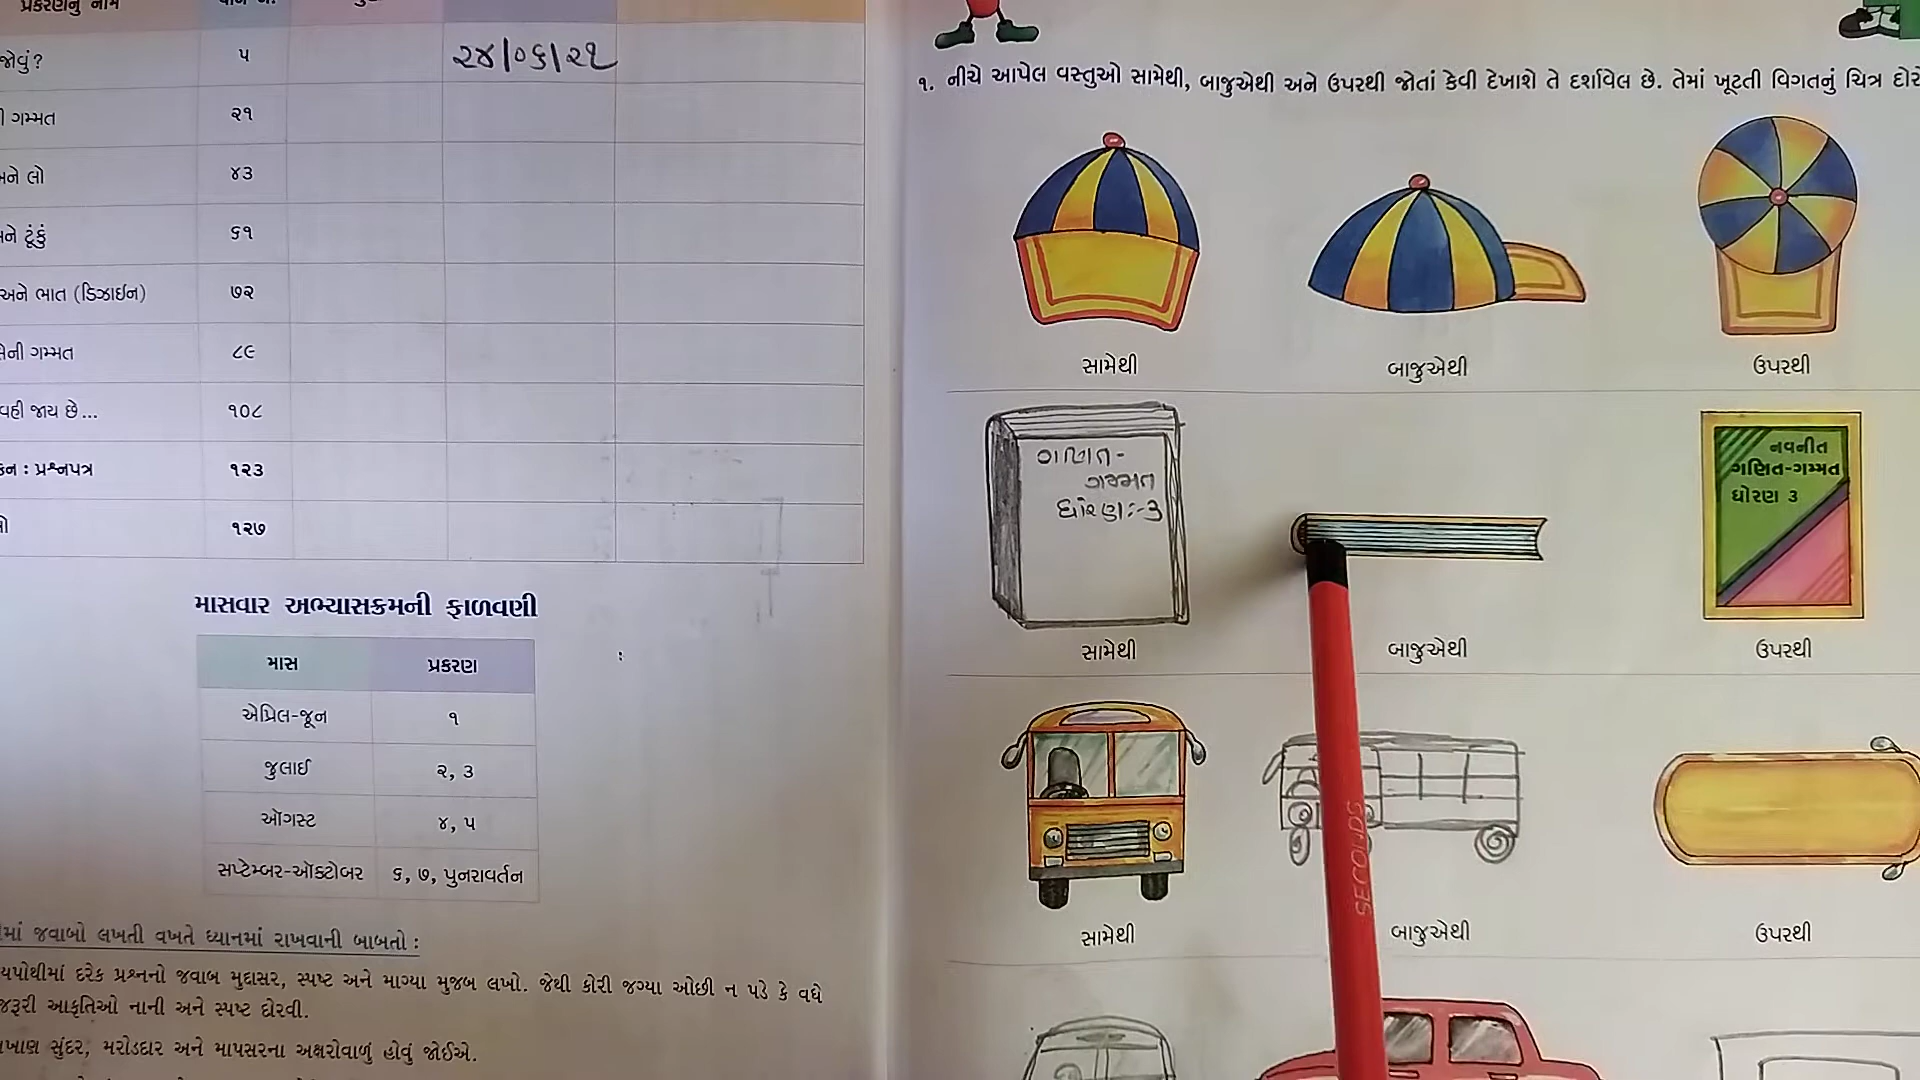 પ્રકરણનું નામ
જોવું?
૫
૨૪/૦૬/૨૧
ગમ્મત
૨૧
અને લો
૪૩
અને ટૂંકું
૬૧
અને ભાત (ડિઝાઈન)
૭૨
ગમ્મત
૮૯
વહી જાય છે...
૧૦૮
: પ્રશ્નપત્ર
૧૨૩
૧૨૭
માસવાર અભ્યાસક્રમની ફાળવણી
માસ
પ્રકરણ
એપ્રિલ-જૂન
૧
જુલાઈ
૨, ૩
ઑગસ્ટ
૪, ૫
સપ્ટેમ્બર-ઑક્ટોબર
૬, ૭, પુનરાવર્તન
જવાબો લખતી વખતે ધ્યાનમાં રાખવાની બાબતો :
દરેક પ્રશ્નનો જવાબ મુદ્દાસર, સ્પષ્ટ અને માગ્યા મુજબ લખો. જેથી કોરી જગ્યા ઓછી ન પડે કે વધે
જરૂરી આકૃતિઓ નાની અને સ્પષ્ટ દોરવી.
સુંદર, મરોડદાર અને માપસરના અક્ષરોવાળું હોવું જોઈએ.
૧. નીચે આપેલ વસ્તુઓ સામેથી, બાજુએથી અને ઉપરથી જોતાં કેવી દેખાશે તે દર્શાવેલ છે. તેમાં ખૂટતી વિગતનું ચિત્ર દોરો
સામેથી
બાજુએથી
ઉપરથી
ગણિત-
ગમ્મત
ધોરણ:-૩
નવનીત
ગણિત-ગમ્મત
ધોરણ ૩
સામેથી
બાજુએથી
ઉપરથી
SECONDS
સામેથી
બાજુએથી
ઉપરથી